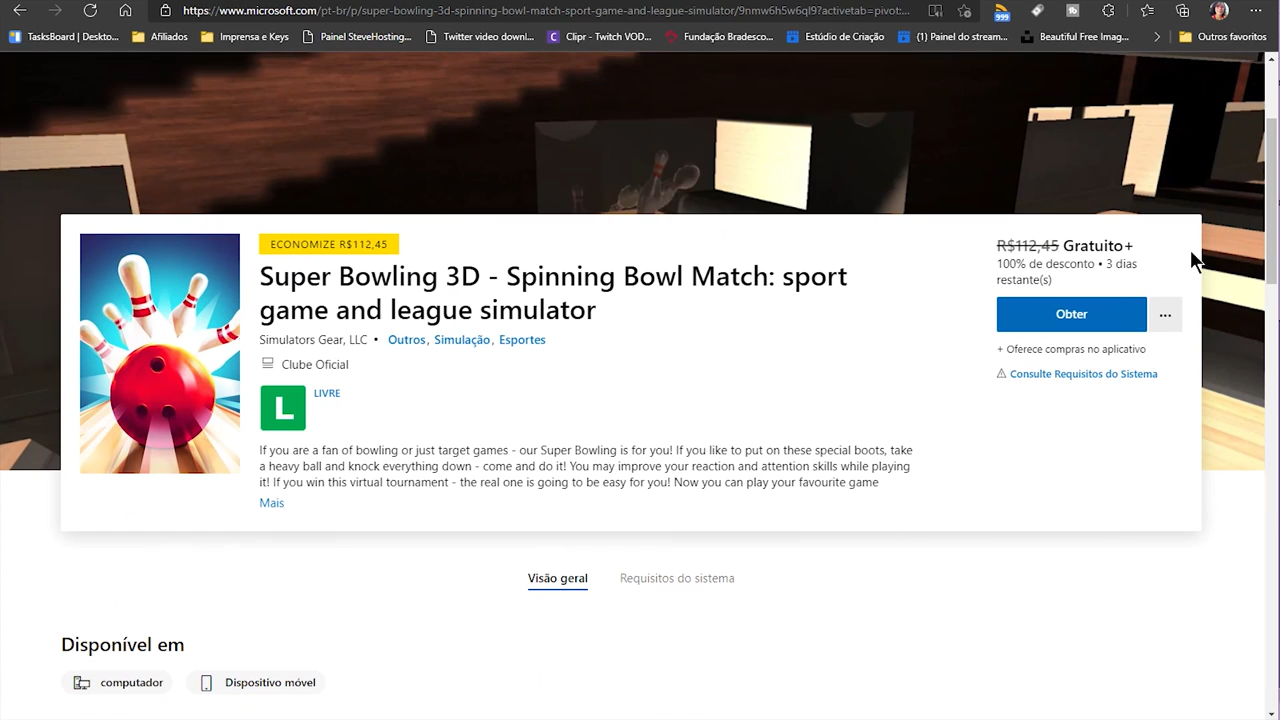 https://www.microsoft.com/pt-br/p/super-bowling-3d-spinning-bowl-match-sport-game-and-league-simulator/9nmw6h5w6ql9?activetab=pivot:...
999
TasksBoard | Deskto...
Afiliados
Imprensa e Keys
Painel SteveHosting...
Twitter video downl...
Clipr - Twitch VOD...
Fundação Bradesco...
Estúdio de Criação
(1) Painel do stream...
Beautiful Free Imag...
Outros favoritos
ECONOMIZE R$112,45
Super Bowling 3D - Spinning Bowl Match: sport
game and league simulator
Simulators Gear, LLC • Outros, Simulação, Esportes
Clube Oficial
L
LIVRE
If you are a fan of bowling or just target games - our Super Bowling is for you! If you like to put on these special boots, take
a heavy ball and knock everything down - come and do it! You may improve your reaction and attention skills while playing
it! If you win this virtual tournament - the real one is going to be easy for you! Now you can play your favourite game
Mais
R$112,45 Gratuito+
100% de desconto • 3 dias
restante(s)
Obter
...
+ Oferece compras no aplicativo
Consulte Requisitos do Sistema
Visão geral
Requisitos do sistema
Disponível em
computador
Dispositivo móvel